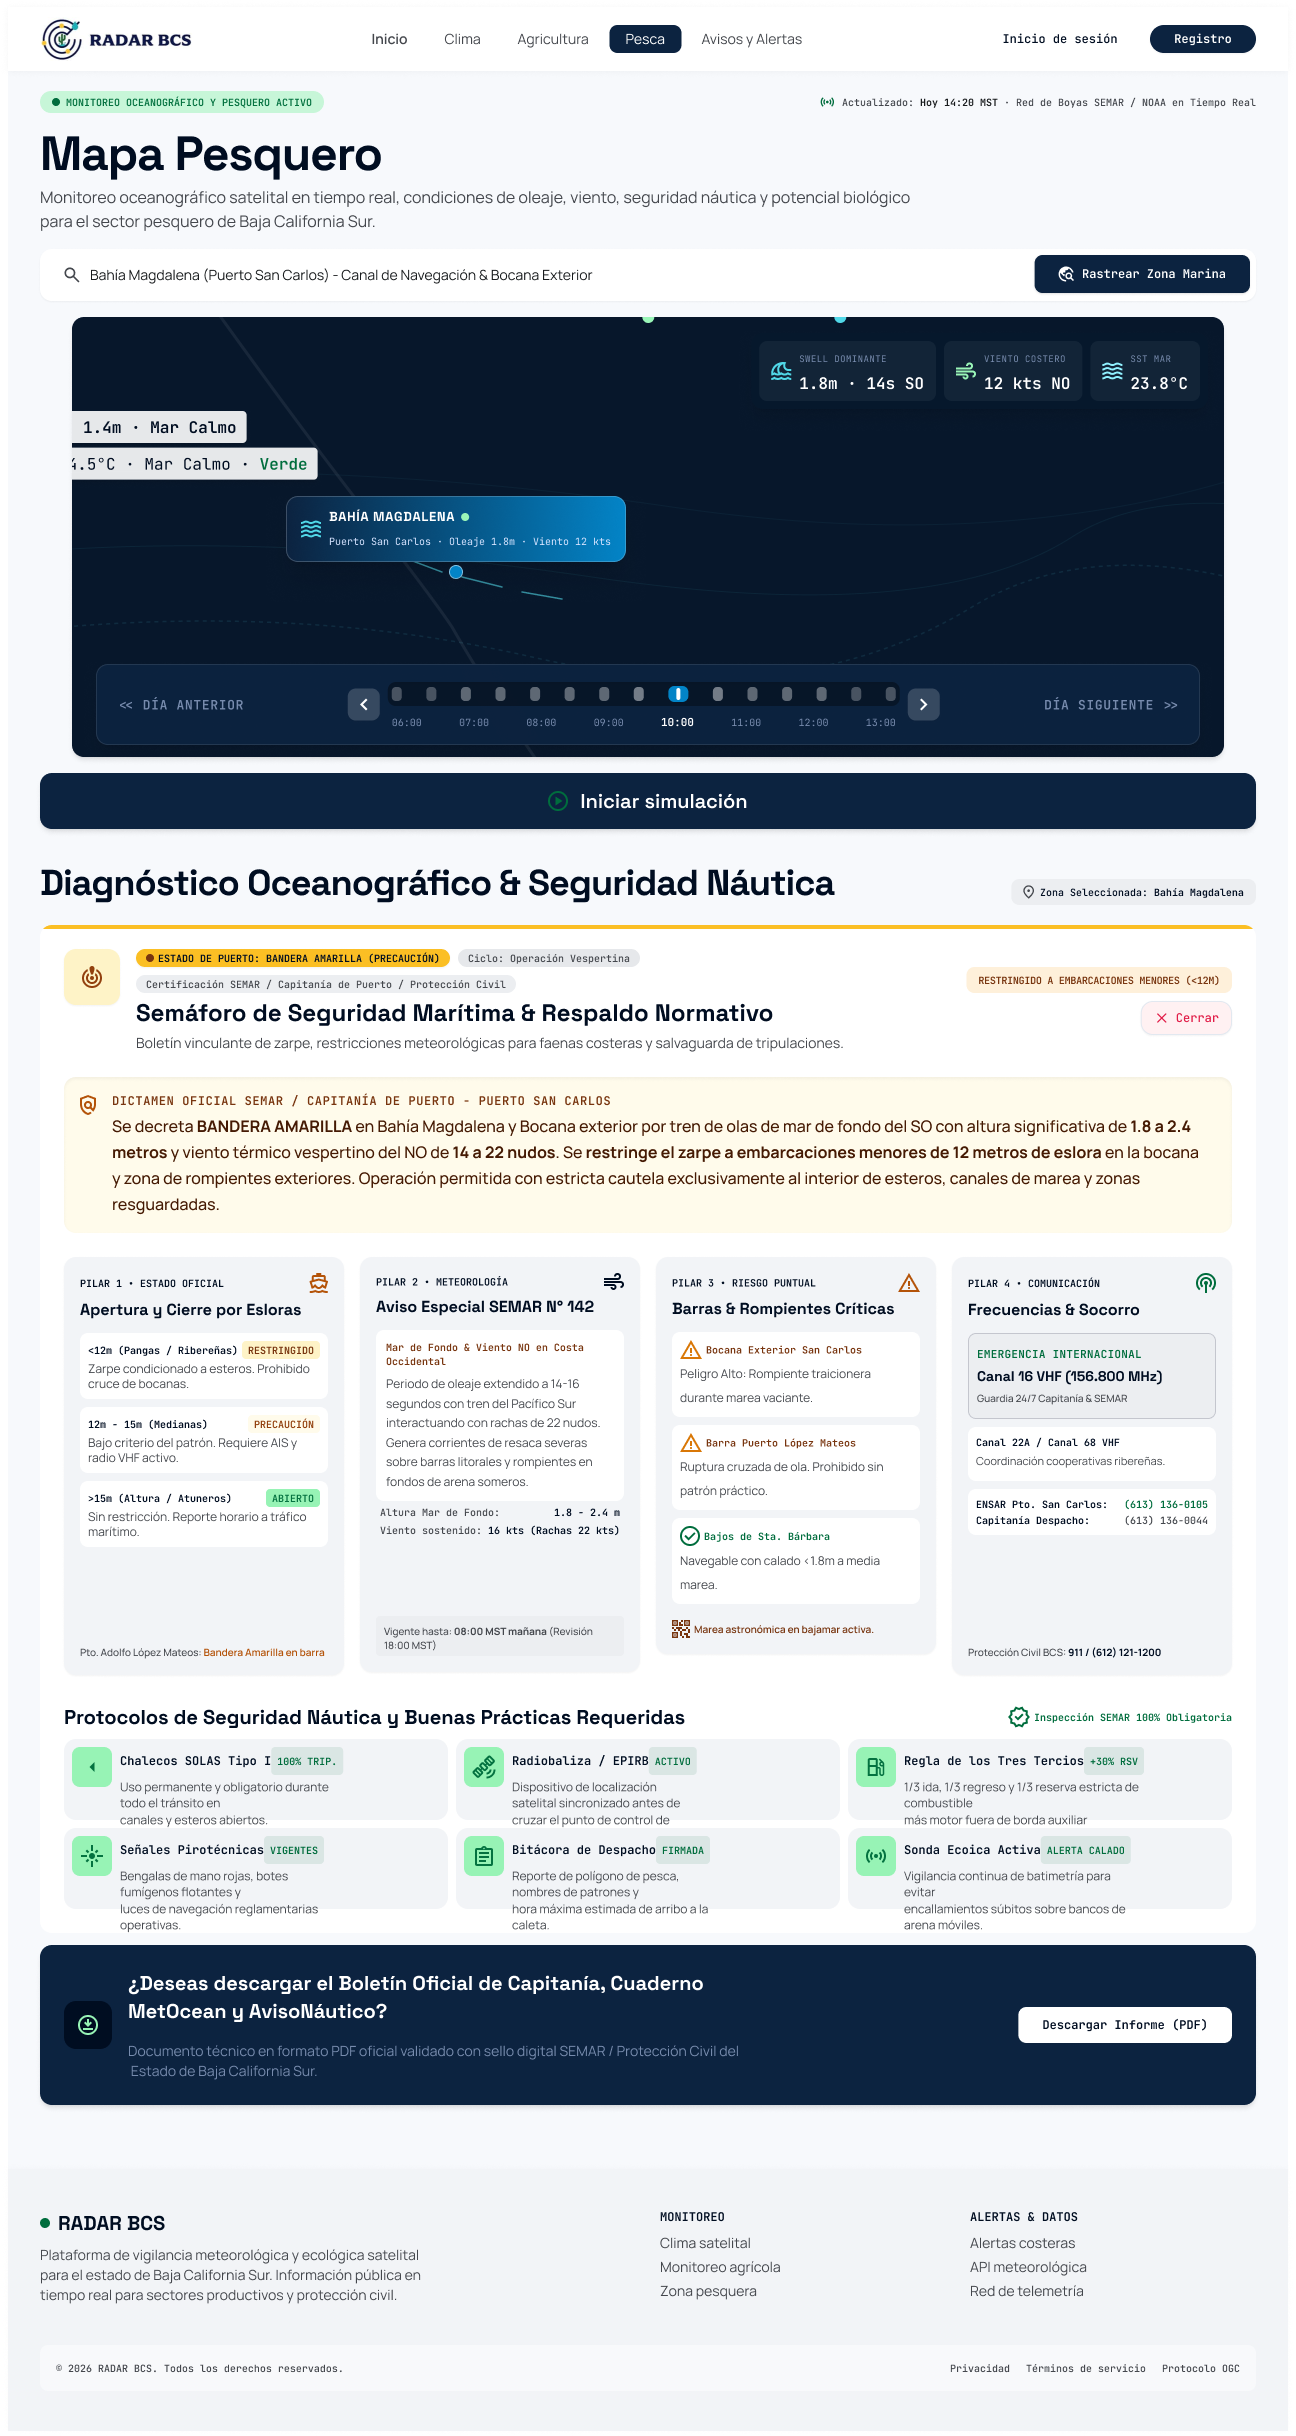 RADAR BCS
Inicio
Clima
Agricultura
Pesca
Avisos y Alertas
Inicio de sesión
Registro
MONITOREO OCEANOGRÁFICO Y PESQUERO ACTIVO
Actualizado: Hoy 14:20 MST · Red de Boyas SEMAR / NOAA en Tiempo Real
Mapa Pesquero
Monitoreo oceanográfico satelital en tiempo real, condiciones de oleaje, viento, seguridad náutica y potencial biológico
para el sector pesquero de Baja California Sur.
Bahía Magdalena (Puerto San Carlos) - Canal de Navegación & Bocana Exterior
Rastrear Zona Marina
SWELL DOMINANTE
1.8m · 14s SO
VIENTO COSTERO
12 kts NO
SST MAR
23.8°C
1.4m · Mar Calmo
4.5°C · Mar Calmo · Verde
BAHÍA MAGDALENA
Puerto San Carlos · Oleaje 1.8m · Viento 12 kts
<< DÍA ANTERIOR
06:00
07:00
08:00
09:00
10:00
11:00
12:00
13:00
DÍA SIGUIENTE >>
Iniciar simulación
Diagnóstico Oceanográfico & Seguridad Náutica
Zona Seleccionada: Bahía Magdalena
ESTADO DE PUERTO: BANDERA AMARILLA (PRECAUCIÓN)
Ciclo: Operación Vespertina
Certificación SEMAR / Capitanía de Puerto / Protección Civil
RESTRINGIDO A EMBARCACIONES MENORES (<12M)
Semáforo de Seguridad Marítima & Respaldo Normativo
Cerrar
Boletín vinculante de zarpe, restricciones meteorológicas para faenas costeras y salvaguarda de tripulaciones.
DICTAMEN OFICIAL SEMAR / CAPITANÍA DE PUERTO - PUERTO SAN CARLOS
Se decreta BANDERA AMARILLA en Bahía Magdalena y Bocana exterior por tren de olas de mar de fondo del SO con altura significativa de 1.8 a 2.4
metros y viento térmico vespertino del NO de 14 a 22 nudos. Se restringe el zarpe a embarcaciones menores de 12 metros de eslora en la bocana
y zona de rompientes exteriores. Operación permitida con estricta cautela exclusivamente al interior de esteros, canales de marea y zonas
resguardadas.
PILAR 1 • ESTADO OFICIAL
Apertura y Cierre por Esloras
<12m (Pangas / Ribereñas)
RESTRINGIDO
Zarpe condicionado a esteros. Prohibido
cruce de bocanas.
12m - 15m (Medianas)
PRECAUCIÓN
Bajo criterio del patrón. Requiere AIS y
radio VHF activo.
>15m (Altura / Atuneros)
ABIERTO
Sin restricción. Reporte horario a tráfico
marítimo.
Pto. Adolfo López Mateos: Bandera Amarilla en barra
PILAR 2 • METEOROLOGÍA
Aviso Especial SEMAR N° 142
Mar de Fondo & Viento NO en Costa
Occidental
Periodo de oleaje extendido a 14-16
segundos con tren del Pacífico Sur
interactuando con rachas de 22 nudos.
Genera corrientes de resaca severas
sobre barras litorales y rompientes en
fondos de arena someros.
Altura Mar de Fondo: 1.8 - 2.4 m
Viento sostenido: 16 kts (Rachas 22 kts)
Vigente hasta: 08:00 MST mañana (Revisión
18:00 MST)
PILAR 3 • RIESGO PUNTUAL
Barras & Rompientes Críticas
Bocana Exterior San Carlos
Peligro Alto: Rompiente traicionera
durante marea vaciante.
Barra Puerto López Mateos
Ruptura cruzada de ola. Prohibido sin
patrón práctico.
Bajos de Sta. Bárbara
Navegable con calado <1.8m a media
marea.
Marea astronómica en bajamar activa.
PILAR 4 • COMUNICACIÓN
Frecuencias & Socorro
EMERGENCIA INTERNACIONAL
Canal 16 VHF (156.800 MHz)
Guardia 24/7 Capitanía & SEMAR
Canal 22A / Canal 68 VHF
Coordinación cooperativas ribereñas.
ENSAR Pto. San Carlos: (613) 136-0105
Capitanía Despacho: (613) 136-0044
Protección Civil BCS: 911 / (612) 121-1200
Protocolos de Seguridad Náutica y Buenas Prácticas Requeridas
Inspección SEMAR 100% Obligatoria
Chalecos SOLAS Tipo I
100% TRIP.
Uso permanente y obligatorio durante
todo el tránsito en
canales y esteros abiertos.
Radiobaliza / EPIRB
ACTIVO
Dispositivo de localización
satelital sincronizado antes de
cruzar el punto de control de
Regla de los Tres Tercios
+30% RSV
1/3 ida, 1/3 regreso y 1/3 reserva estricta de
combustible
más motor fuera de borda auxiliar
Señales Pirotécnicas
VIGENTES
Bengalas de mano rojas, botes
fumígenos flotantes y
luces de navegación reglamentarias
operativas.
Bitácora de Despacho
FIRMADA
Reporte de polígono de pesca,
nombres de patrones y
hora máxima estimada de arribo a la
caleta.
Sonda Ecoica Activa
ALERTA CALADO
Vigilancia continua de batimetría para
evitar
encallamientos súbitos sobre bancos de
arena móviles.
¿Deseas descargar el Boletín Oficial de Capitanía, Cuaderno
MetOcean y AvisoNáutico?
Documento técnico en formato PDF oficial validado con sello digital SEMAR / Protección Civil del
Estado de Baja California Sur.
Descargar Informe (PDF)
RADAR BCS
Plataforma de vigilancia meteorológica y ecológica satelital
para el estado de Baja California Sur. Información pública en
tiempo real para sectores productivos y protección civil.
MONITOREO
Clima satelital
Monitoreo agrícola
Zona pesquera
ALERTAS & DATOS
Alertas costeras
API meteorológica
Red de telemetría
© 2026 RADAR BCS. Todos los derechos reservados.
Privacidad
Términos de servicio
Protocolo OGC